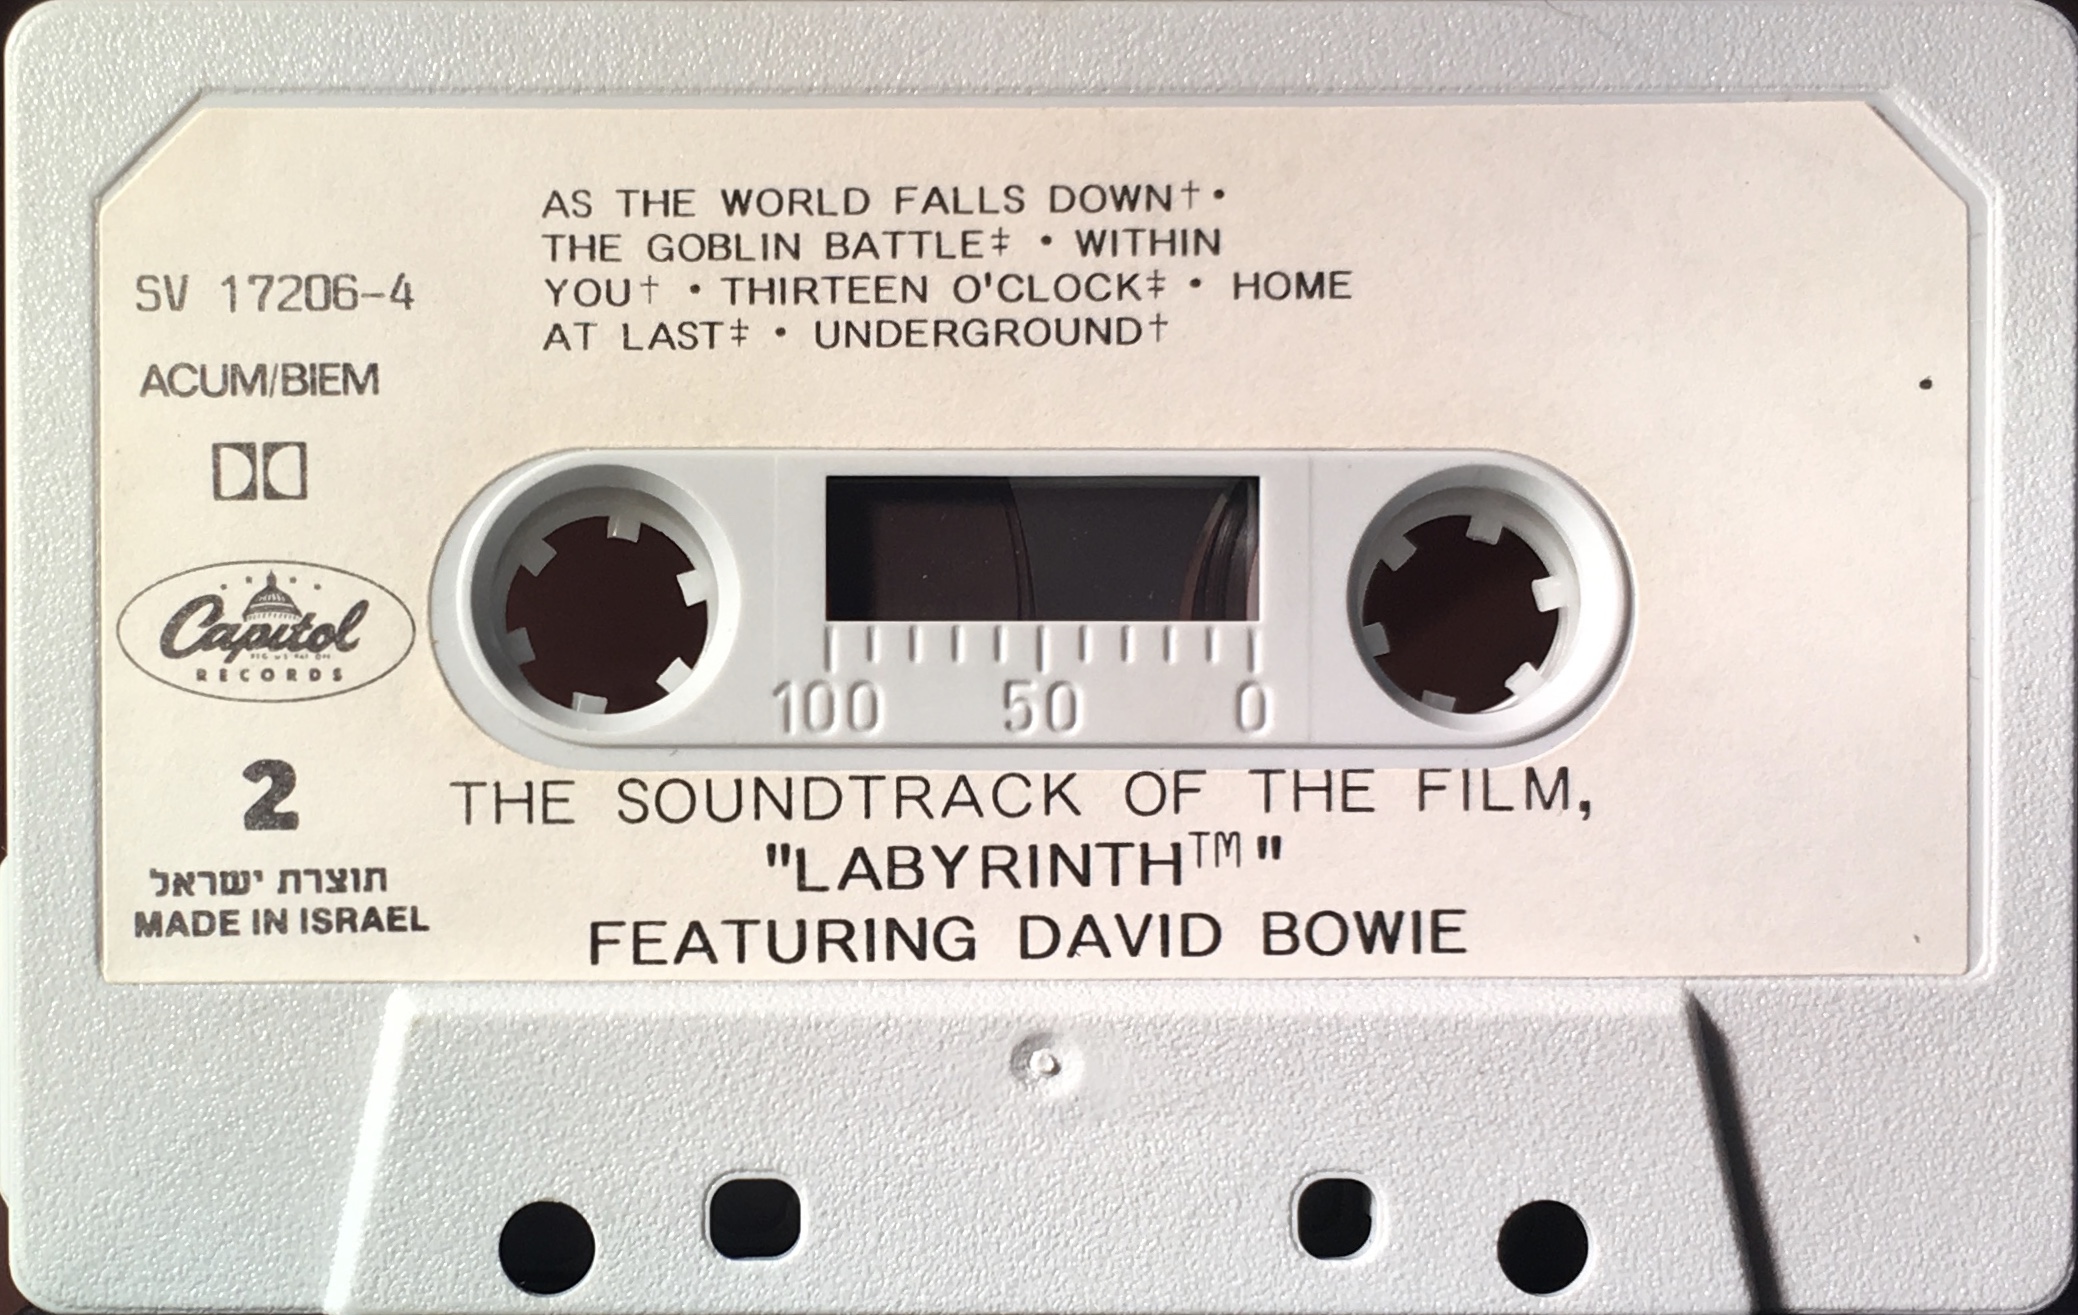 AS THE WORLD FALLS DOWN† •
THE GOBLIN BATTLE‡ • WITHIN
YOU† • THIRTEEN O'CLOCK‡ • HOME
AT LAST‡ • UNDERGROUND†
SV 17206-4
ACUM/BIEM
Capitol
RECORDS
2
תוצרת ישראל
MADE IN ISRAEL
100 50 0
THE SOUNDTRACK OF THE FILM,
"LABYRINTH™"
FEATURING DAVID BOWIE